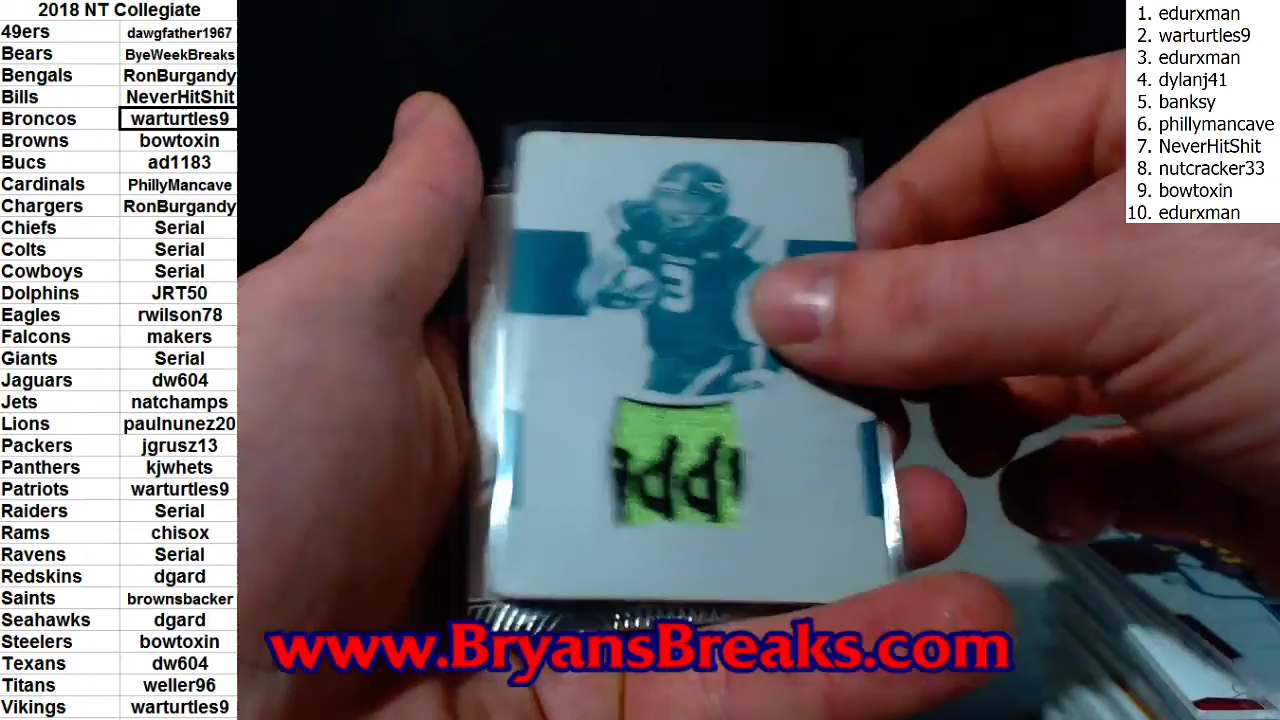 2018 NT Collegiate
49ers dawgfather1967
Bears ByeWeekBreaks
Bengals RonBurgandy
Bills NeverHitShit
Broncos warturtles9
Browns bowtoxin
Bucs ad1183
Cardinals PhillyMancave
Chargers RonBurgandy
Chiefs Serial
Colts Serial
Cowboys Serial
Dolphins JRT50
Eagles rwilson78
Falcons makers
Giants Serial
Jaguars dw604
Jets natchamps
Lions paulnunez20
Packers jgrusz13
Panthers kjwhets
Patriots warturtles9
Raiders Serial
Rams chisox
Ravens Serial
Redskins dgard
Saints brownsbacker
Seahawks dgard
Steelers bowtoxin
Texans dw604
Titans weller96
Vikings warturtles9
1. edurxman
2. warturtles9
3. edurxman
4. dylanj41
5. banksy
6. phillymancave
7. NeverHitShit
8. nutcracker33
9. bowtoxin
10. edurxman
3
www.BryansBreaks.com